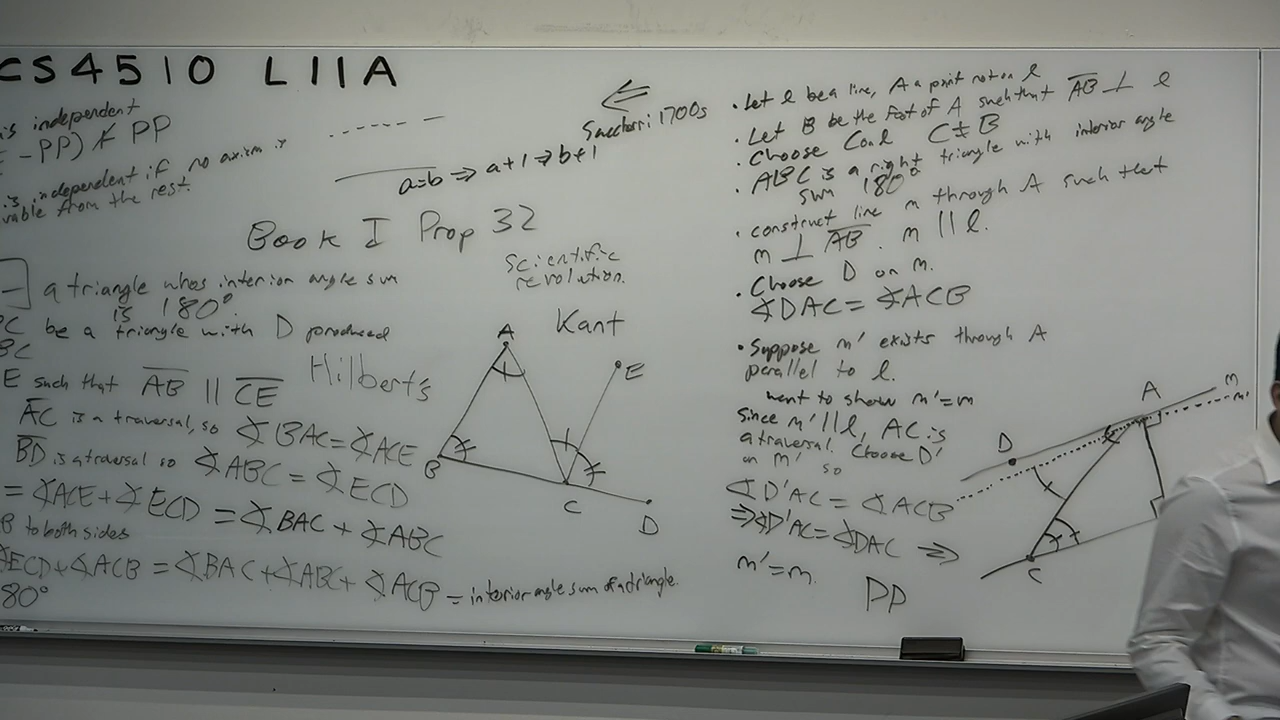 CS4510 L11A
is independent
- PP) ⊬ PP
is independent if no axiom is
vable from the rest.
a=b ⇒ a+1 ⇒ b+1
Book I Prop 32
a triangle whos interion angle sum
is 180°.
BC be a triangle with D produced
BC
E such that AB || CE
AC is a traversal, so ∡BAC = ∡ACE
BD is a traversal so ∡ABC = ∡ECD
= ∡ACE + ∡ECD = ∡BAC + ∡ABC
B to both sides
∡ECD + ∡ACB = ∡BAC + ∡ABC + ∡ACB = interior angle sum of a triangle.
80°
Saccheri 1700s
Scientific
revolution.
Kant
Hilbert's
A
E
B
C
D
• Let l be a line, A a point not on l
• Let B be the foot of A such that AB ⊥ l
• Choose C on l C ≠ B
• ABC is a right triangle with interior angle
sum 180°
• construct line m through A such that
m ⊥ AB. m || l.
• Choose D on m.
∡DAC = ∡ACB
• Suppose m' exists through A
parallel to l.
want to show m'=m
since m' || l, AC is
a traversal. Choose D'
on m' so
∡D'AC = ∡ACB
⇒ ∡D'AC = ∡DAC ⇒
m'=m.
PP
A
m
m'
D
C